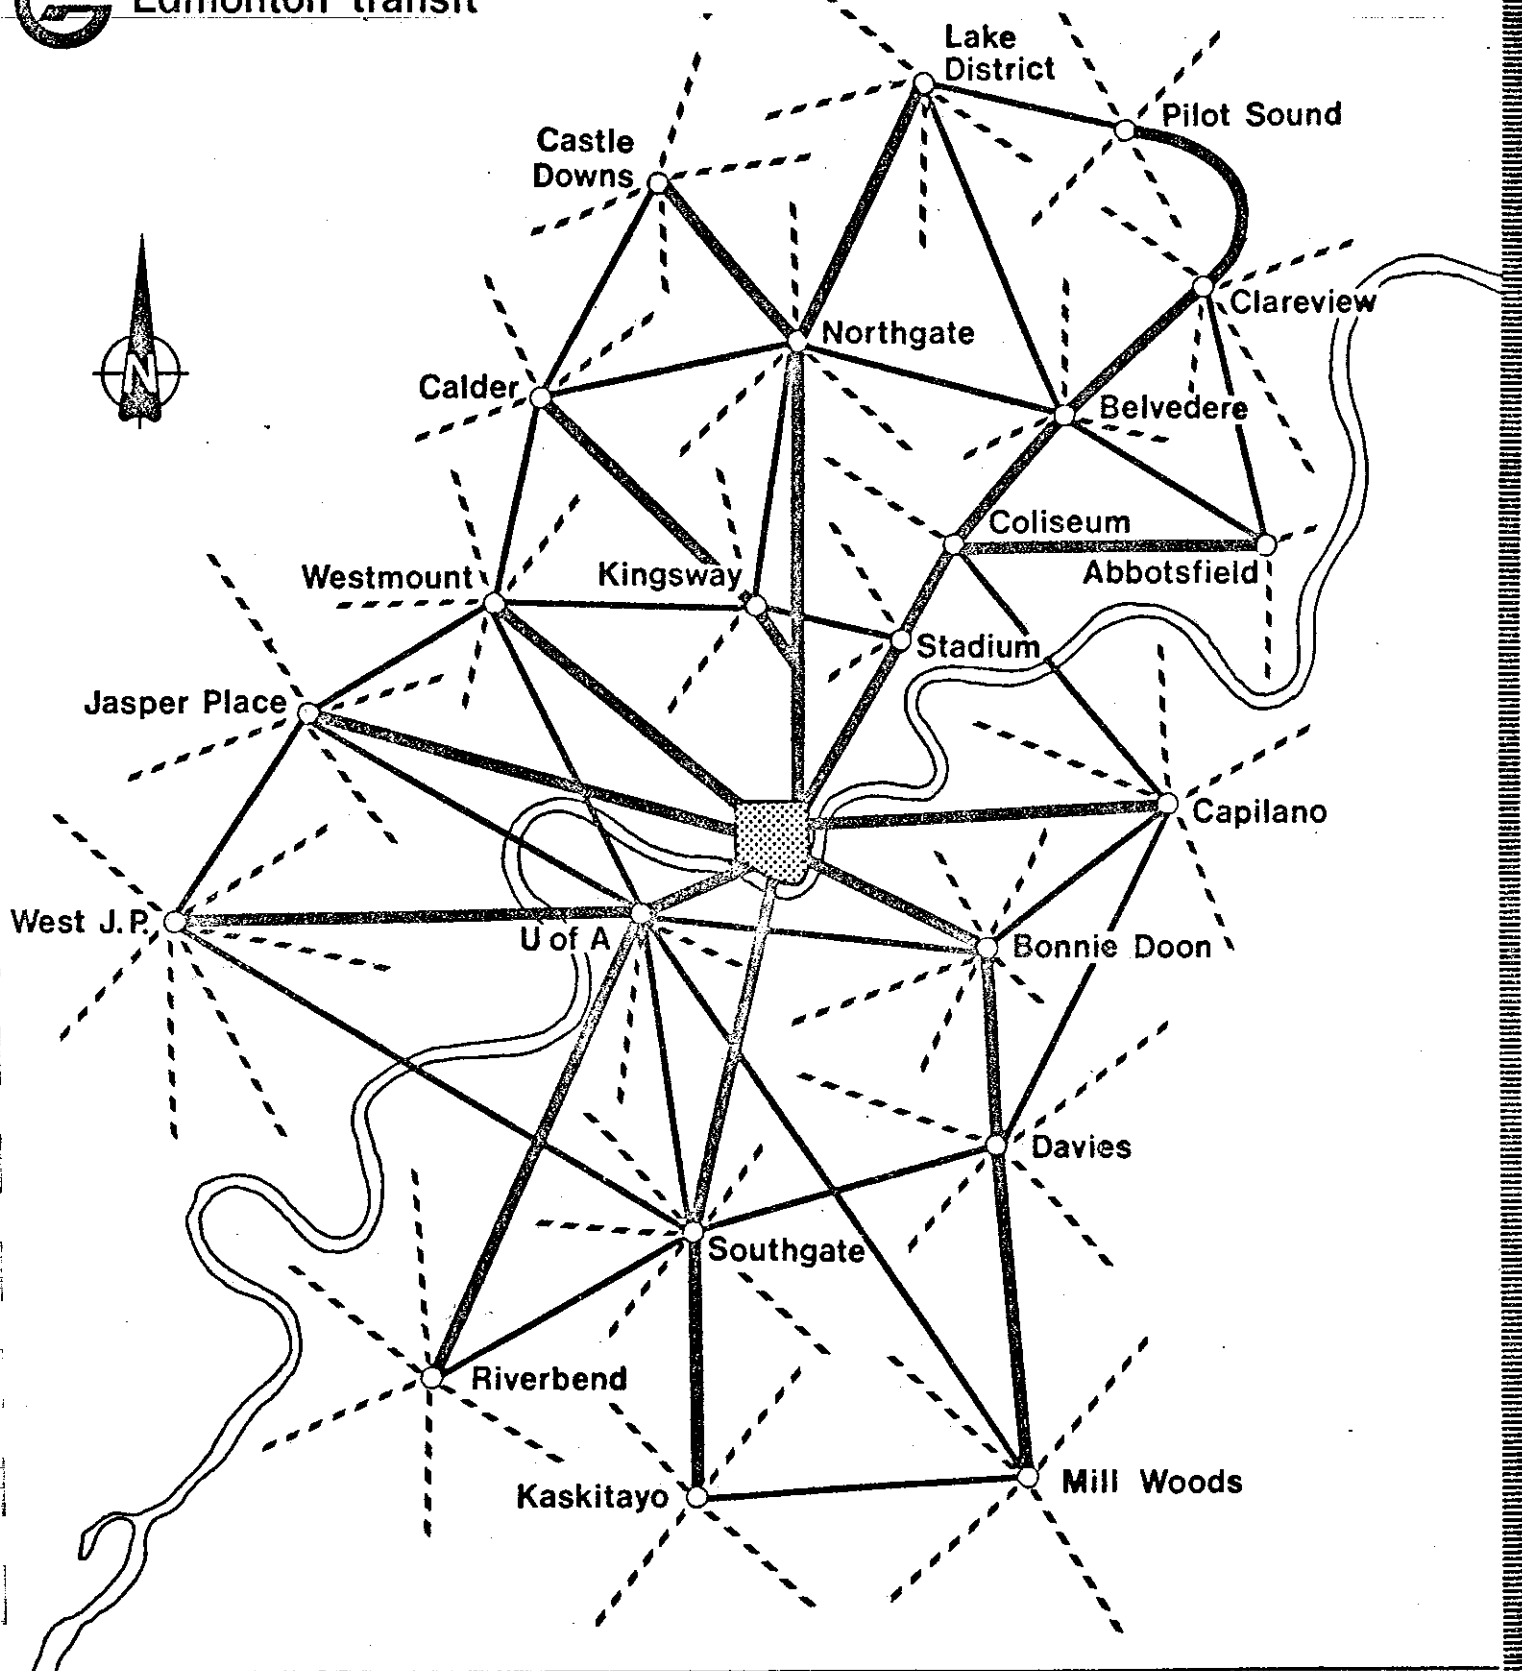 Edmonton transit
Lake
District
Pilot Sound
Castle
Downs
Clareview
Northgate
Calder
Belvedere
N
Coliseum
Abbotsfield
Westmount
Kingsway
Stadium
Jasper Place
Capilano
West J.P.
U of A
Bonnie Doon
Davies
Southgate
Riverbend
Kaskitayo
Mill Woods